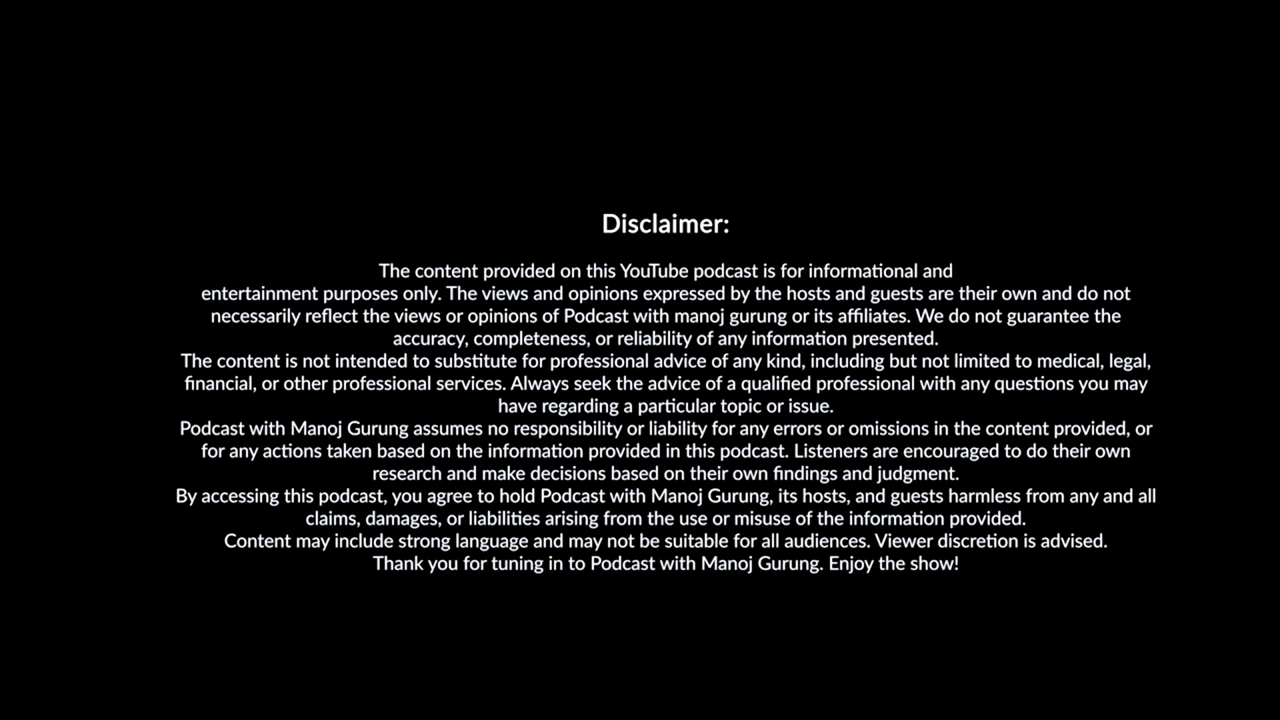 Disclaimer:
The content provided on this YouTube podcast is for informational and
entertainment purposes only. The views and opinions expressed by the hosts and guests are their own and do not
necessarily reflect the views or opinions of Podcast with manoj gurung or its affiliates. We do not guarantee the
accuracy, completeness, or reliability of any information presented.
The content is not intended to substitute for professional advice of any kind, including but not limited to medical, legal,
financial, or other professional services. Always seek the advice of a qualified professional with any questions you may
have regarding a particular topic or issue.
Podcast with Manoj Gurung assumes no responsibility or liability for any errors or omissions in the content provided, or
for any actions taken based on the information provided in this podcast. Listeners are encouraged to do their own
research and make decisions based on their own findings and judgment.
By accessing this podcast, you agree to hold Podcast with Manoj Gurung, its hosts, and guests harmless from any and all
claims, damages, or liabilities arising from the use or misuse of the information provided.
Content may include strong language and may not be suitable for all audiences. Viewer discretion is advised.
Thank you for tuning in to Podcast with Manoj Gurung. Enjoy the show!